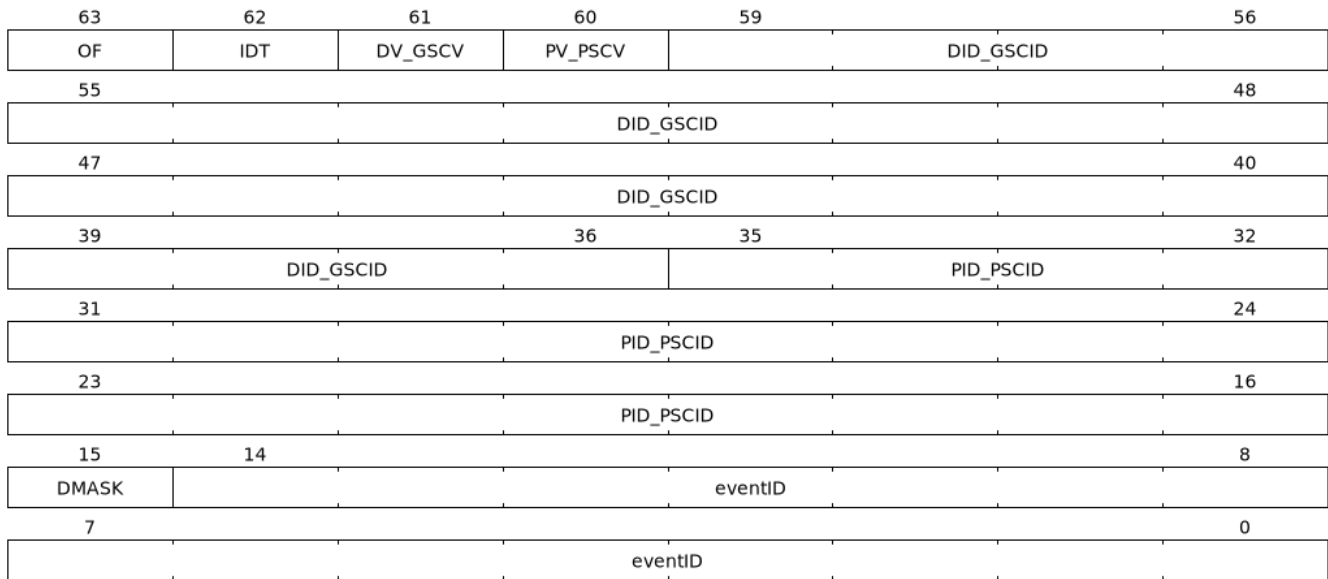 63 62 61 60 59 56
OF IDT DV_GSCV PV_PSCV DID_GSCID
55 48
DID_GSCID
47 40
DID_GSCID
39 36 35 32
DID_GSCID PID_PSCID
31 24
PID_PSCID
23 16
PID_PSCID
15 14 8
DMASK eventID
7 0
eventID